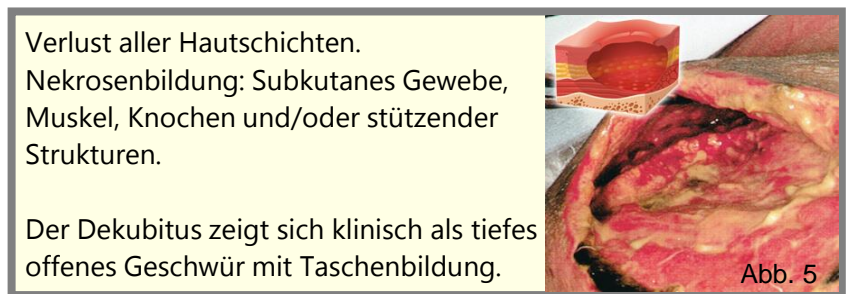 Verlust aller Hautschichten.
Nekrosenbildung: Subkutanes Gewebe,
Muskel, Knochen und/oder stützender
Strukturen.
Der Dekubitus zeigt sich klinisch als tiefes
offenes Geschwür mit Taschenbildung.
Abb. 5